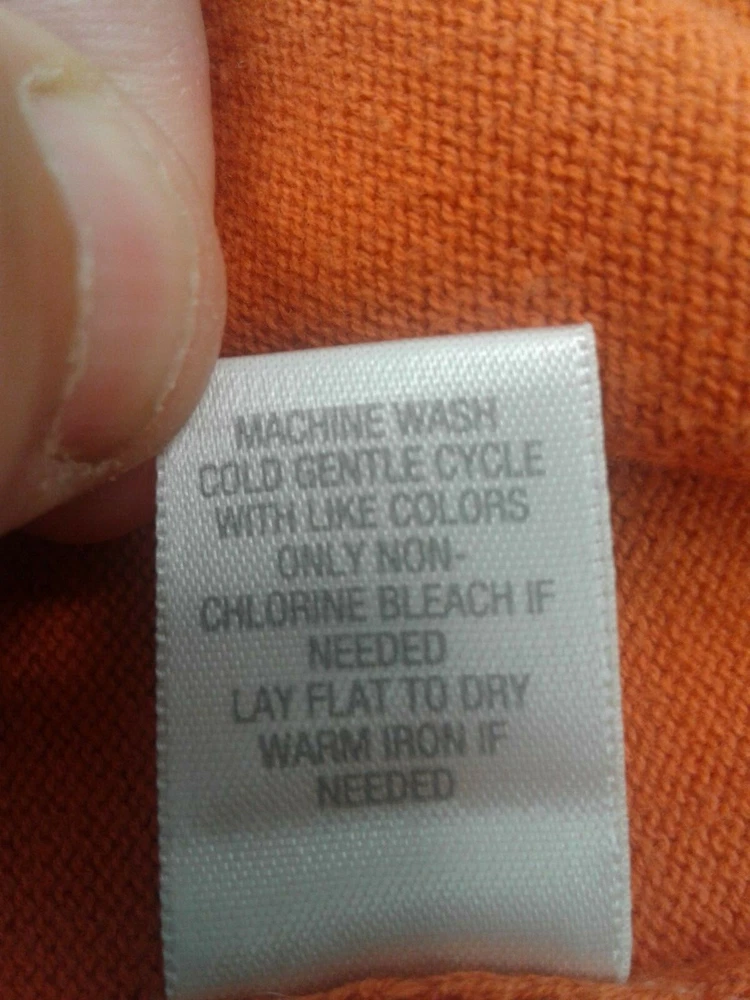 MACHINE WASH
COLD GENTLE CYCLE
WITH LIKE COLORS
ONLY NON-
CHLORINE BLEACH IF
NEEDED
LAY FLAT TO DRY
WARM IRON IF
NEEDED